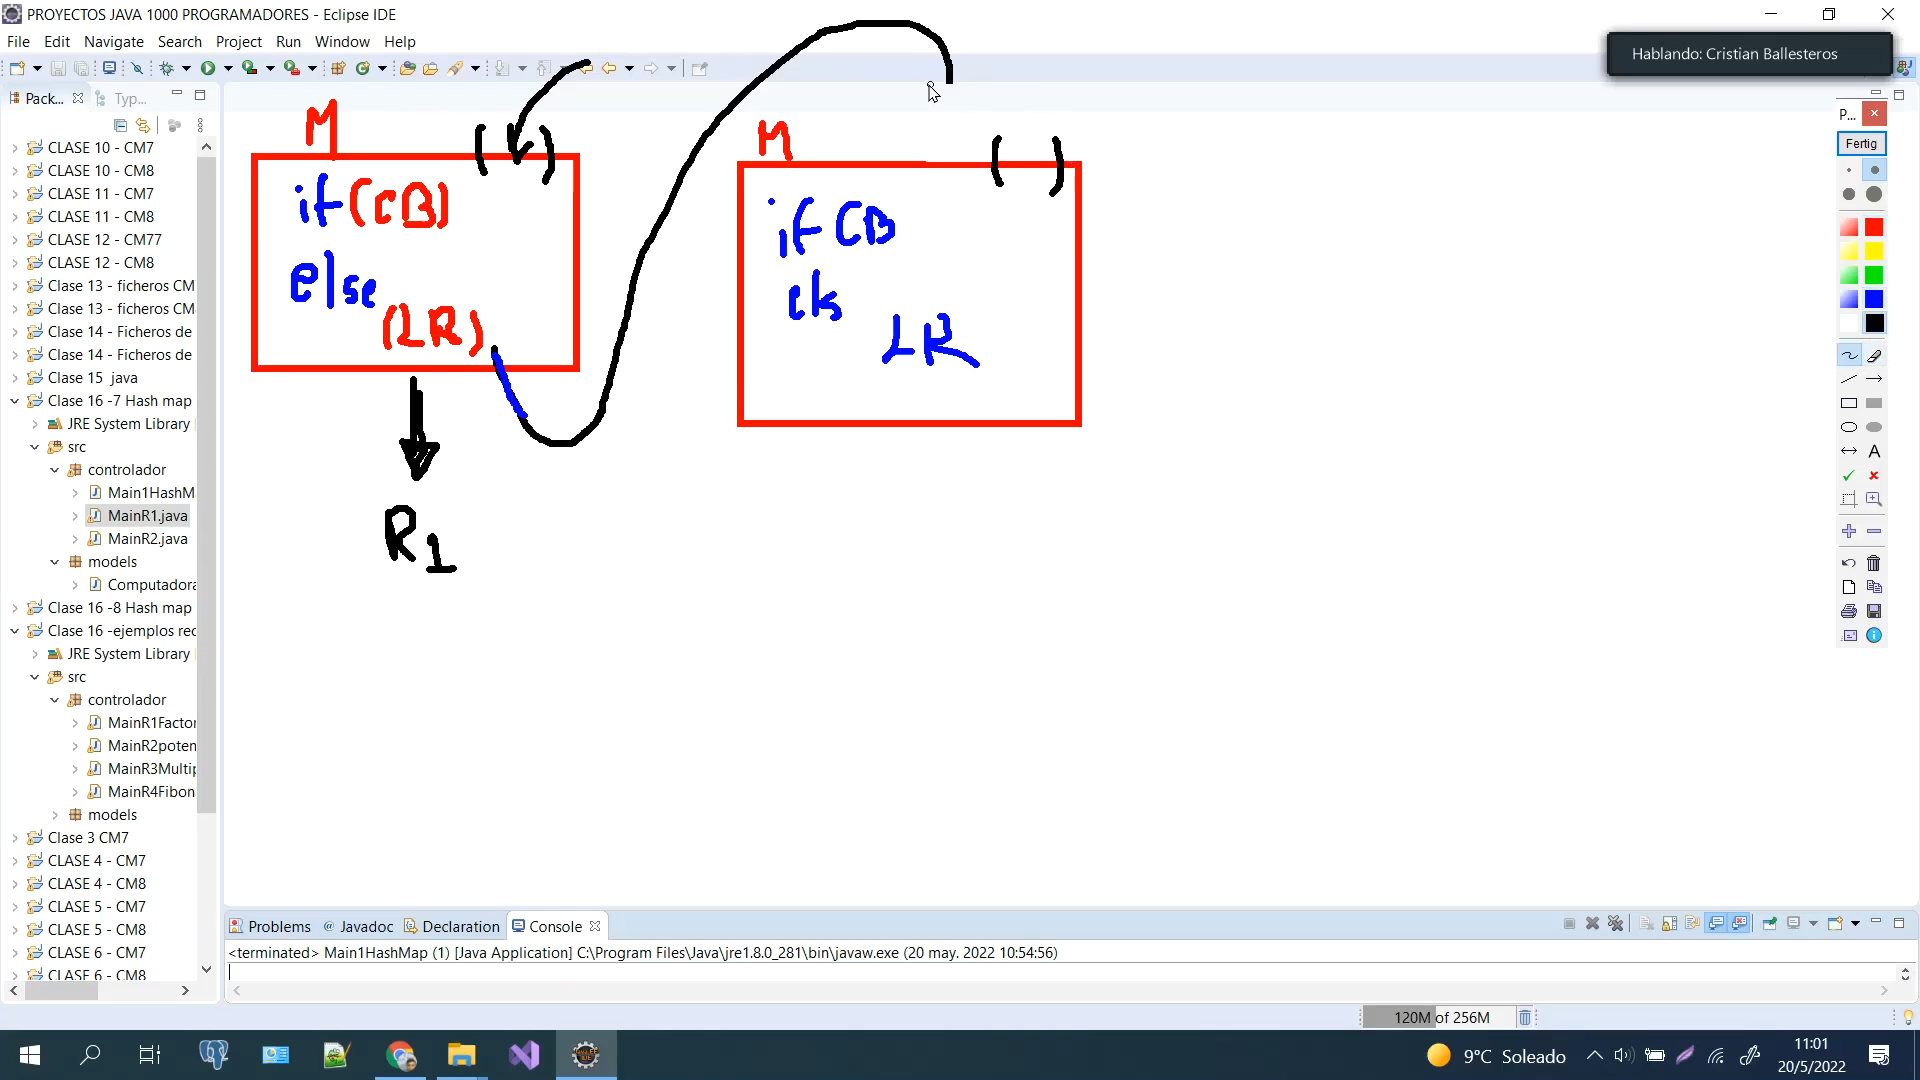 PROYECTOS JAVA 1000 PROGRAMADORES - Eclipse IDE
File Edit Navigate Search Project Run Window Help
Hablando: Cristian Ballesteros
Pack... Typ...
CLASE 10 - CM7
CLASE 10 - CM8
CLASE 11 - CM7
CLASE 11 - CM8
CLASE 12 - CM77
CLASE 12 - CM8
Clase 13 - ficheros CM
Clase 13 - ficheros CM
Clase 14 - Ficheros de
Clase 14 - Ficheros de
Clase 15 java
Clase 16 -7 Hash map
JRE System Library
src
controlador
Main1HashM
MainR1.java
MainR2.java
models
Computadora
Clase 16 -8 Hash map
Clase 16 -ejemplos rec
JRE System Library
src
controlador
MainR1Factor
MainR2poten
MainR3Multip
MainR4Fibon
models
Clase 3 CM7
CLASE 4 - CM7
CLASE 4 - CM8
CLASE 5 - CM7
CLASE 5 - CM8
CLASE 6 - CM7
CLASE 6 - CM8
M ( )
if (CB)
else
(LR)
R1
M ( )
if CB
els
LR
P...
Fertig
A
Problems @ Javadoc Declaration Console
<terminated> Main1HashMap (1) [Java Application] C:\Program Files\Java\jre1.8.0_281\bin\javaw.exe (20 may. 2022 10:54:56)
120M of 256M
9°C Soleado
11:01
20/5/2022